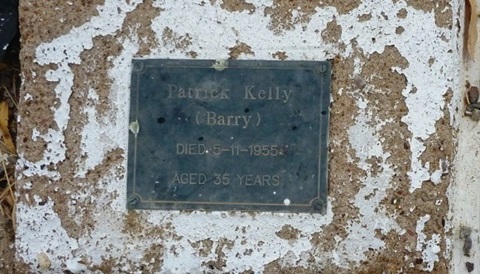 Patrick Kelly
(Barry)
DIED 5-11-1955
AGED 35 YEARS